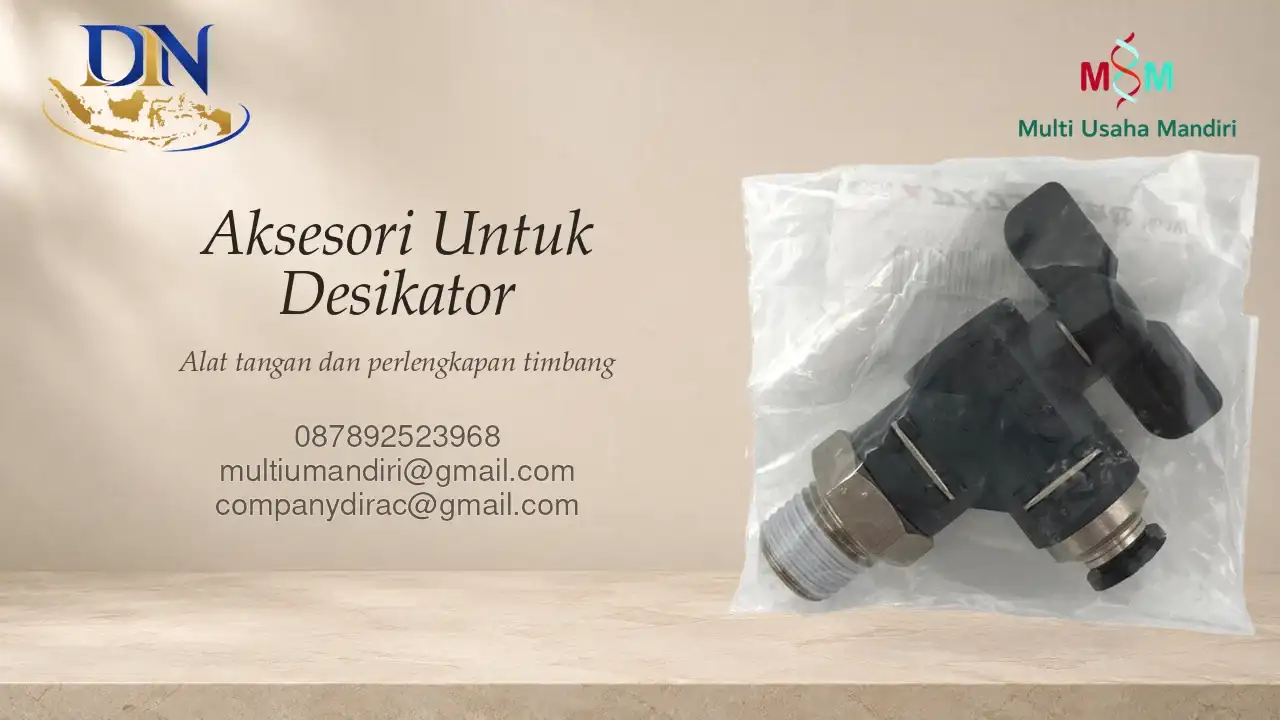 DIN
MSM
Multi Usaha Mandiri
Aksesori Untuk
Desikator
Alat tangan dan perlengkapan timbang
087892523968
multiumandiri@gmail.com
companydirac@gmail.com